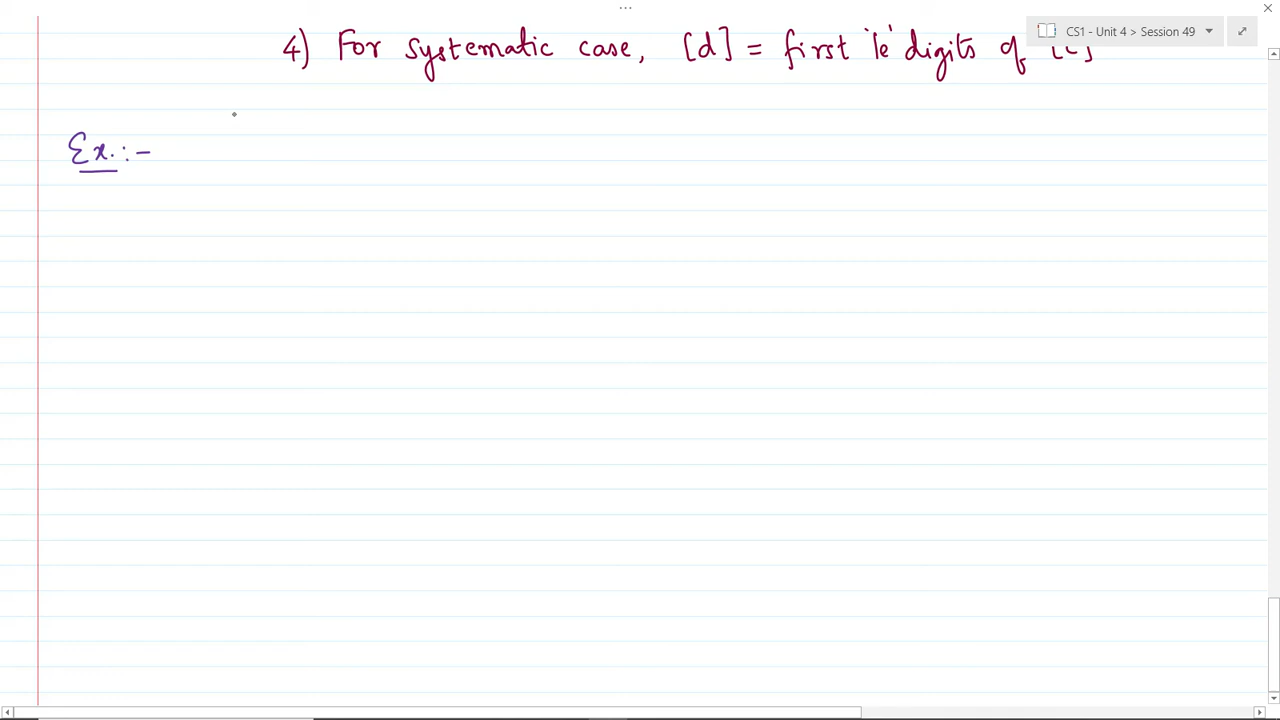 4) For systematic case, [d] = first 'k' digits of [c]
CS1 - Unit 4 > Session 49
Ex.:-